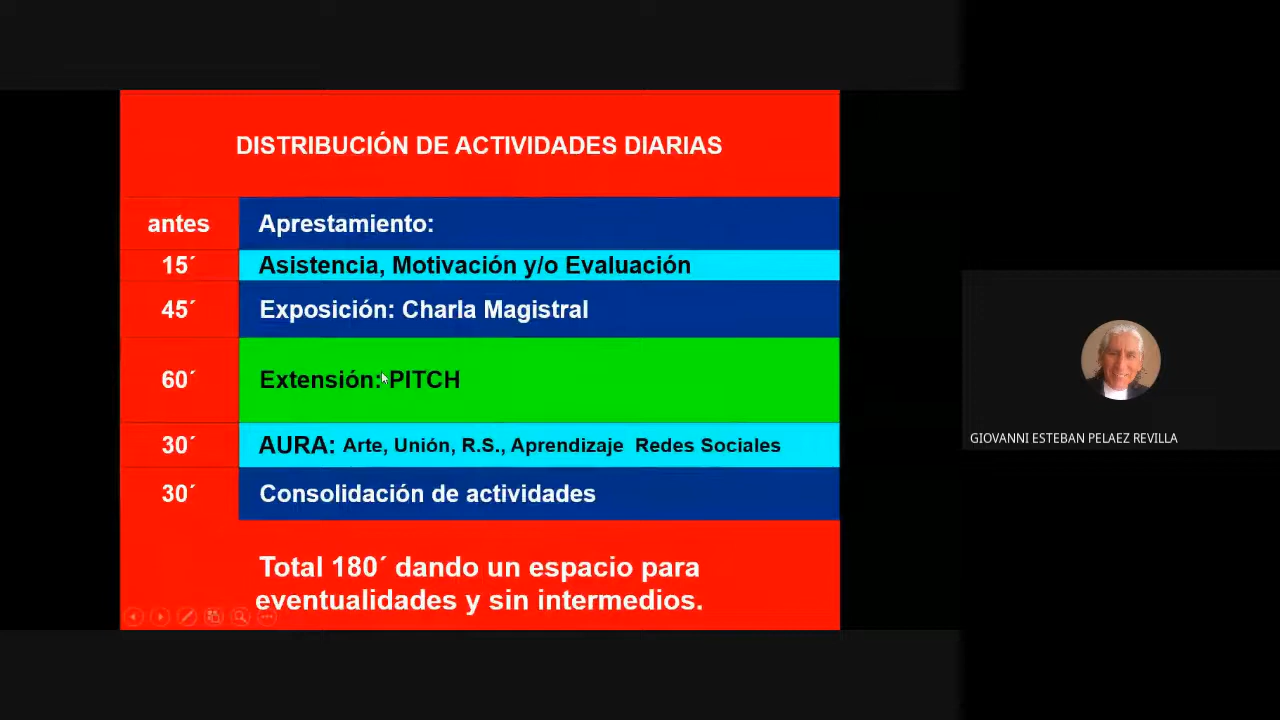 DISTRIBUCIÓN DE ACTIVIDADES DIARIAS
antes Aprestamiento:
15´ Asistencia, Motivación y/o Evaluación
45´ Exposición: Charla Magistral
60´ Extensión: PITCH
30´ AURA: Arte, Unión, R.S., Aprendizaje Redes Sociales
30´ Consolidación de actividades
Total 180´ dando un espacio para
eventualidades y sin intermedios.
GIOVANNI ESTEBAN PELAEZ REVILLA